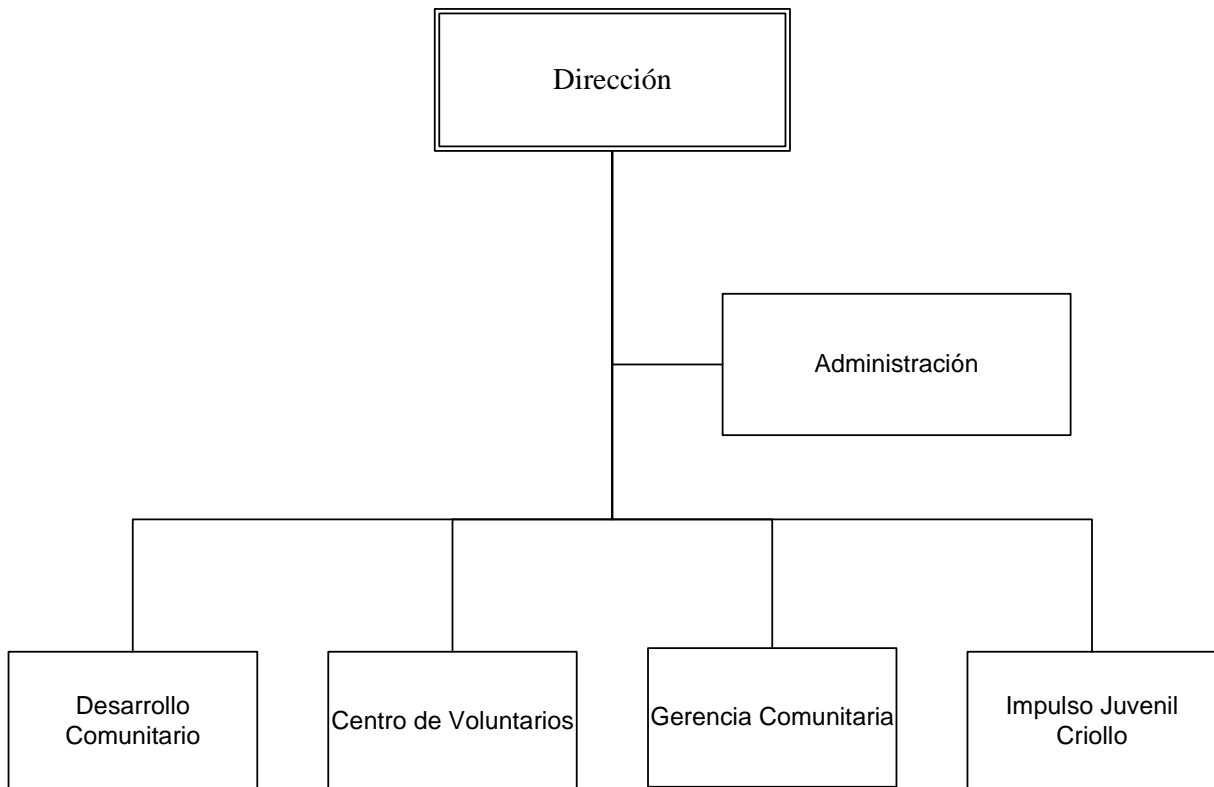 Dirección
Administración
Desarrollo
Comunitario
Centro de Voluntarios
Gerencia Comunitaria
Impulso Juvenil
Criollo